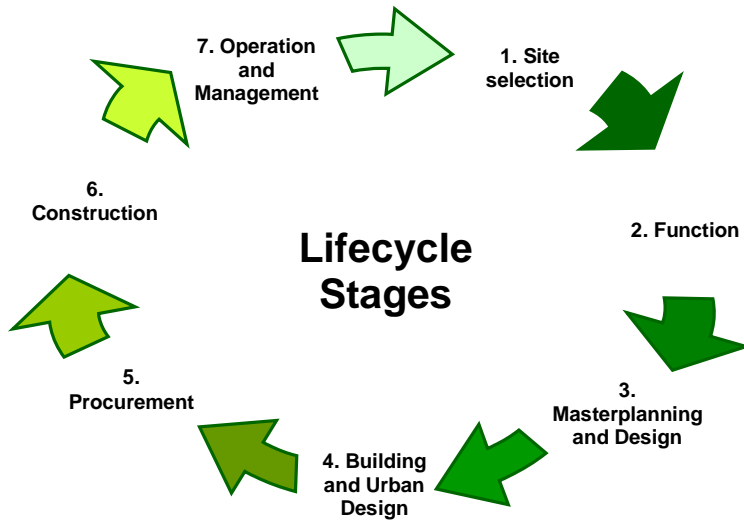 7. Operation
and
Management
1. Site
selection
2. Function
3.
Masterplanning
and Design
4. Building
and Urban
Design
5.
Procurement
6.
Construction
Lifecycle
Stages